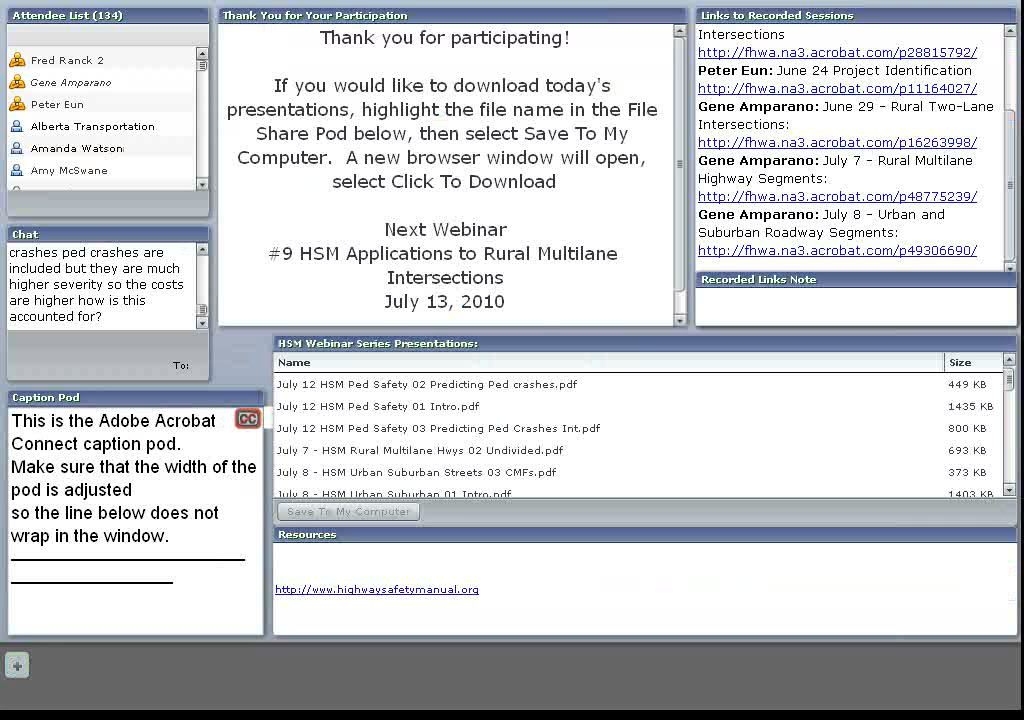 Attendee List (134)
Fred Ranck 2
Gene Amparano
Peter Eun
Alberta Transportation
Amanda Watson
Amy McSwane
Chat
crashes ped crashes are
included but they are much
higher severity so the costs
are higher how is this
accounted for?
To:
Caption Pod
This is the Adobe Acrobat
Connect caption pod.
Make sure that the width of the
pod is adjusted
so the line below does not
wrap in the window.
CC
Thank You for Your Participation
Thank you for participating!
If you would like to download today's
presentations, highlight the file name in the File
Share Pod below, then select Save To My
Computer.  A new browser window will open,
select Click To Download
Next Webinar
#9 HSM Applications to Rural Multilane
Intersections
July 13, 2010
Links to Recorded Sessions
Intersections
http://fhwa.na3.acrobat.com/p28815792/
Peter Eun: June 24 Project Identification
http://fhwa.na3.acrobat.com/p11164027/
Gene Amparano: June 29 - Rural Two-Lane
Intersections:
http://fhwa.na3.acrobat.com/p16263998/
Gene Amparano: July 7 - Rural Multilane
Highway Segments:
http://fhwa.na3.acrobat.com/p48775239/
Gene Amparano: July 8 - Urban and
Suburban Roadway Segments:
http://fhwa.na3.acrobat.com/p49306690/
Recorded Links Note
HSM Webinar Series Presentations:
Name Size
July 12 HSM Ped Safety 02 Predicting Ped crashes.pdf 449 KB
July 12 HSM Ped Safety 01 Intro.pdf 1435 KB
July 12 HSM Ped Safety 03 Predicting Ped Crashes Int.pdf 800 KB
July 7 - HSM Rural Multilane Hwys 02 Undivided.pdf 693 KB
July 8 - HSM Urban Suburban Streets 03 CMFs.pdf 373 KB
July 8 - HSM Urban Suburban 01 Intro.pdf 1403 KB
Save To My Computer
Resources
http://www.highwaysafetymanual.org